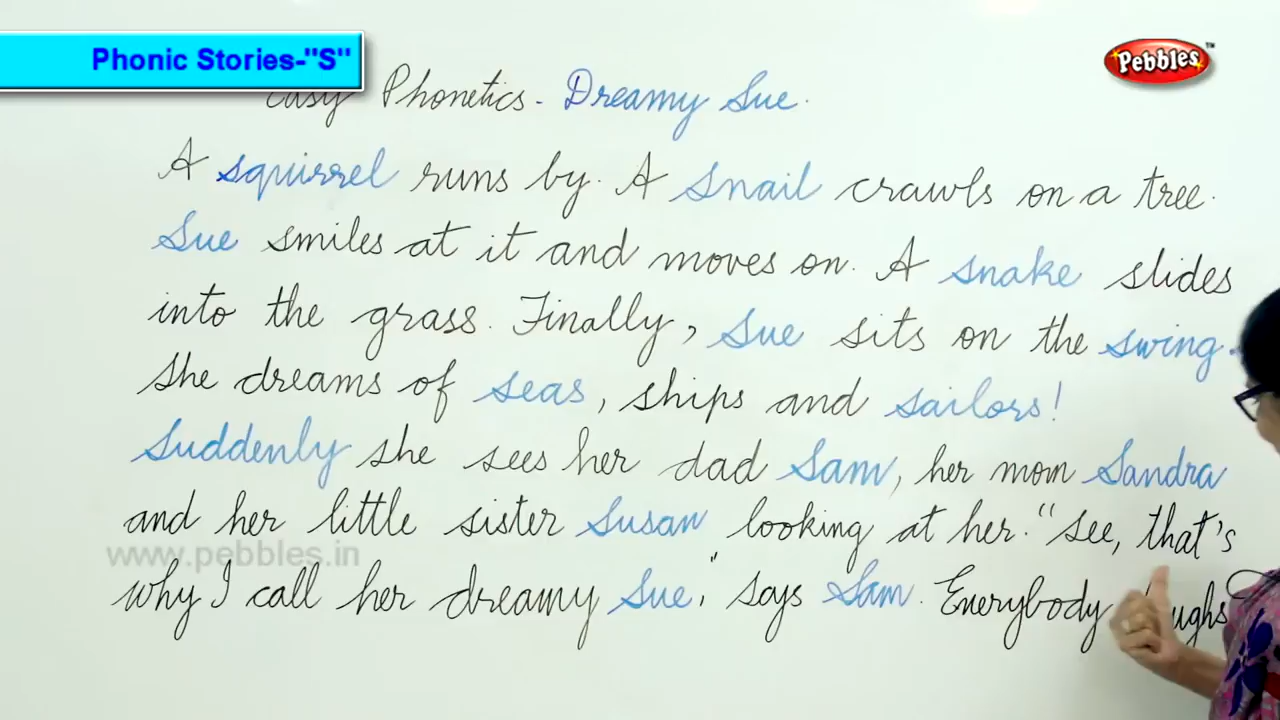 Phonic Stories-"S"
Pebbles™
Easy Phonetics - Dreamy Sue.
A squirrel runs by. A snail crawls on a tree.
Sue smiles at it and moves on. A snake slides
into the grass. Finally, Sue sits on the swing.
She dreams of seas, ships and sailors!
Suddenly she sees her dad Sam, her mom Sandra
and her little sister Susan looking at her. "See, that's
www.pebbles.in
why I call her dreamy Sue," says Sam. Everybody laughs